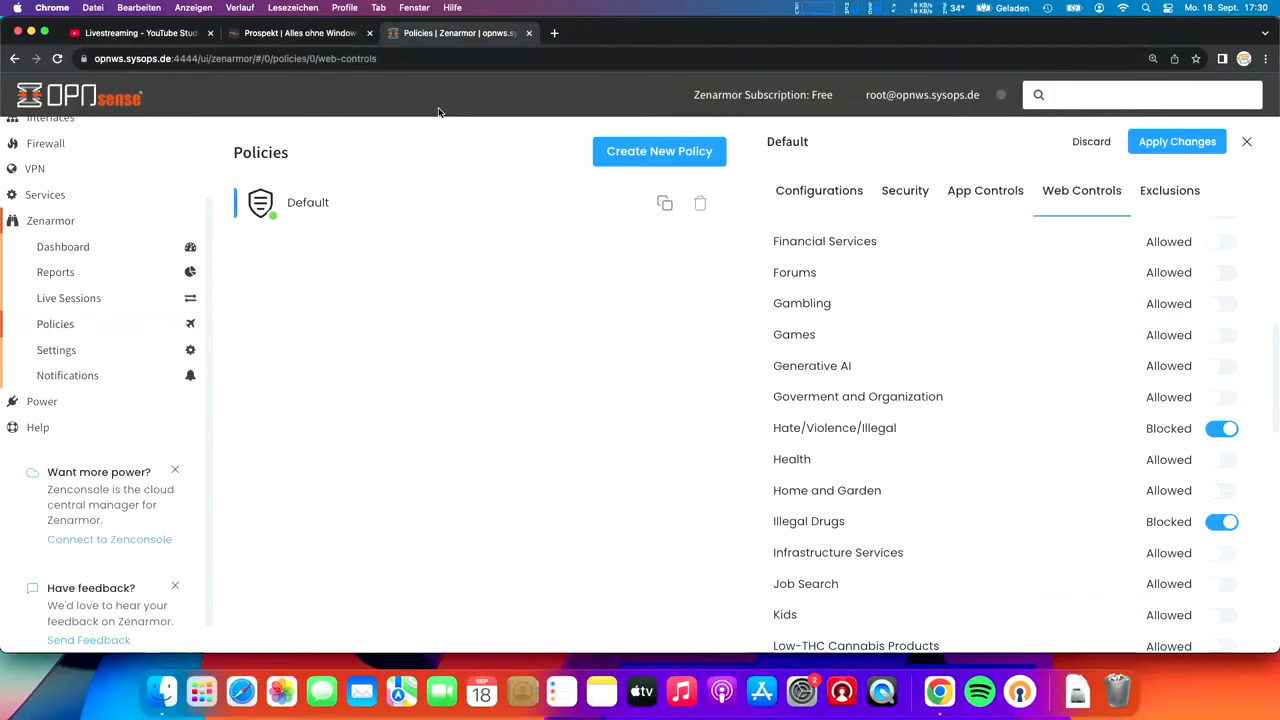 Chrome Datei Bearbeiten Anzeigen Verlauf Lesezeichen Profile Tab Fenster Hilfe 34° Geladen Mo. 18. Sept. 17:30
Livestreaming - YouTube Stud
Prospekt | Alles ohne Window
Policies | Zenarmor | opnws.sy
opnws.sysops.de:4444/ui/zenarmor/#/0/policies/0/web-controls
OPNsense
Zenarmor Subscription: Free
root@opnws.sysops.de
Interfaces
Firewall
VPN
Services
Zenarmor
Dashboard
Reports
Live Sessions
Policies
Settings
Notifications
Power
Help
Want more power?
Zenconsole is the cloud
central manager for
Zenarmor.
Connect to Zenconsole
Have feedback?
We'd love to hear your
feedback on Zenarmor.
Send Feedback
Policies
Create New Policy
Default
Default
Discard
Apply Changes
Configurations Security App Controls Web Controls Exclusions
Financial Services Allowed
Forums Allowed
Gambling Allowed
Games Allowed
Generative AI Allowed
Goverment and Organization Allowed
Hate/Violence/Illegal Blocked
Health Allowed
Home and Garden Allowed
Illegal Drugs Blocked
Infrastructure Services Allowed
Job Search Allowed
Kids Allowed
Low-THC Cannabis Products Allowed
SEP
18
tv
2